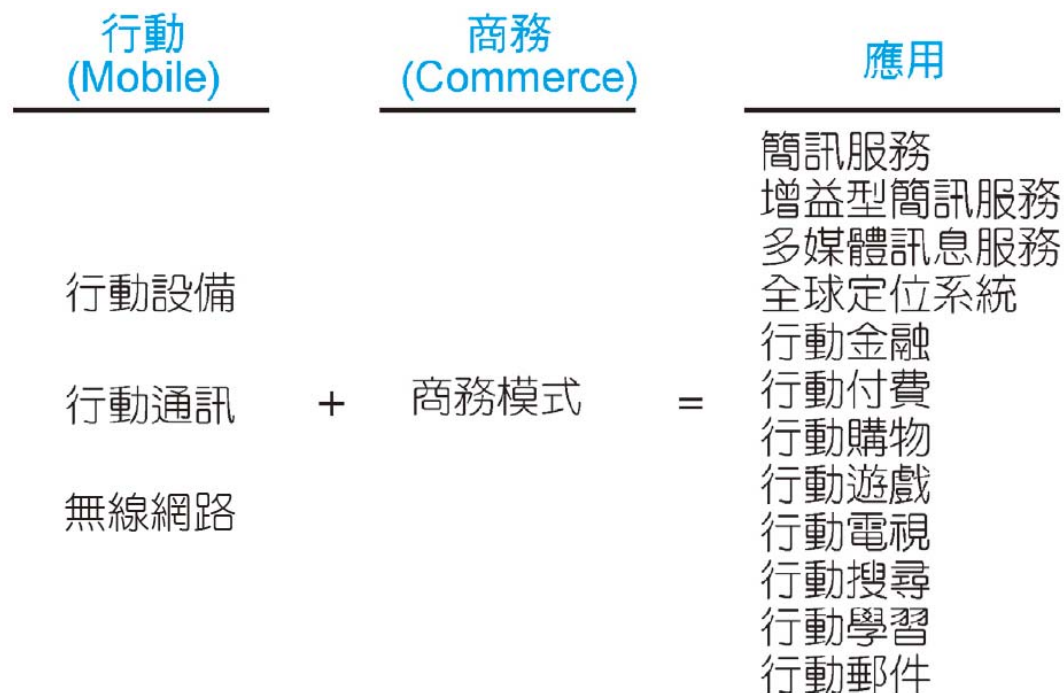 行動
(Mobile)
商務
(Commerce)
應用
行動設備
行動通訊
無線網路
+
商務模式
=
簡訊服務
增益型簡訊服務
多媒體訊息服務
全球定位系統
行動金融
行動付費
行動購物
行動遊戲
行動電視
行動搜尋
行動學習
行動郵件